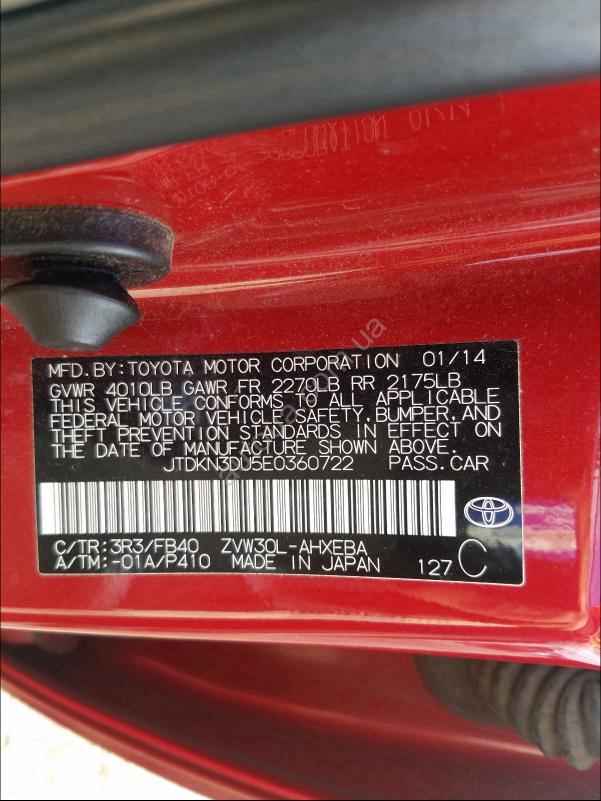 MFD.BY:TOYOTA MOTOR CORPORATION 01/14
GVWR 4010LB GAWR FR 2270LB RR 2175LB
THIS VEHICLE CONFORMS TO ALL APPLICABLE
FEDERAL MOTOR VEHICLE SAFETY,BUMPER,AND
THEFT PREVENTION STANDARDS IN EFFECT ON
THE DATE OF MANUFACTURE SHOWN ABOVE.
JTDKN3DU5E0360722 PASS.CAR
C/TR:3R3/FB40 ZVW30L-AHXEBA
A/TM:-01A/P410 MADE IN JAPAN 127 C